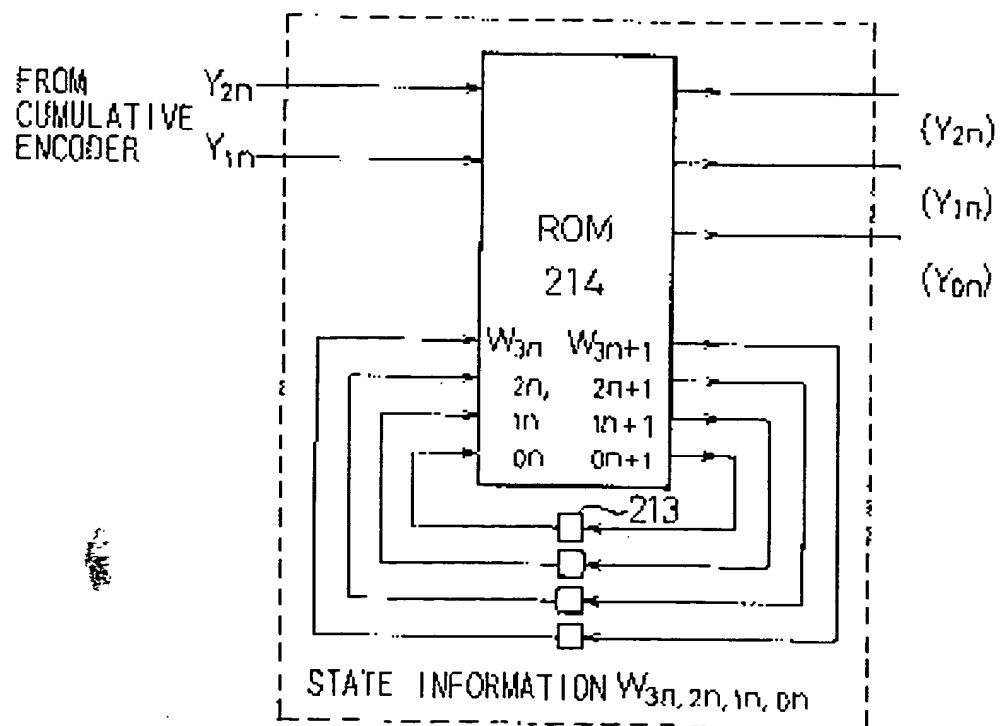 FROM
CUMULATIVE
ENCODER
Y2n
Y1n
ROM
214
(Y2n)
(Y1n)
(Y0n)
W3n W3n+1
2n, 2n+1
1n 1n+1
0n 0n+1
213
STATE INFORMATION W3n, 2n, 1n, 0n